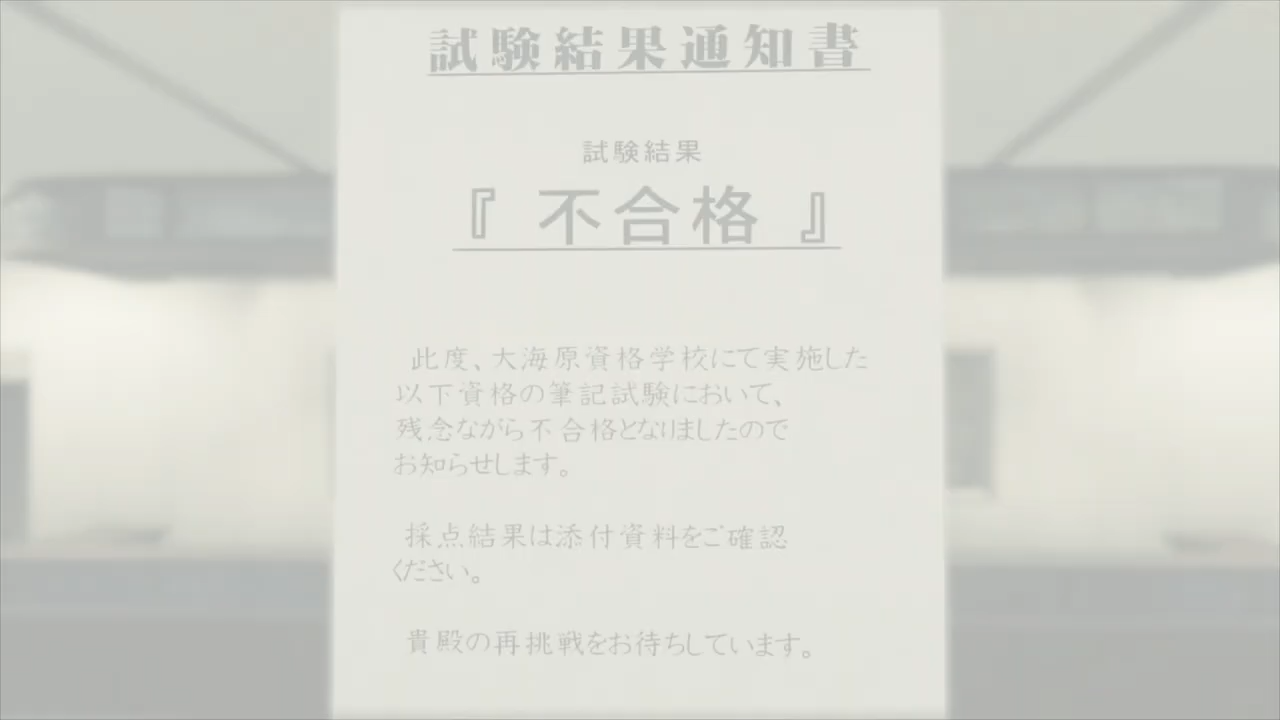 試験結果通知書
試験結果
『 不合格 』
此度、大海原資格学校にて実施した
以下資格の筆記試験において、
残念ながら不合格となりましたので
お知らせします。
採点結果は添付資料をご確認
ください。
貴殿の再挑戦をお待ちしています。